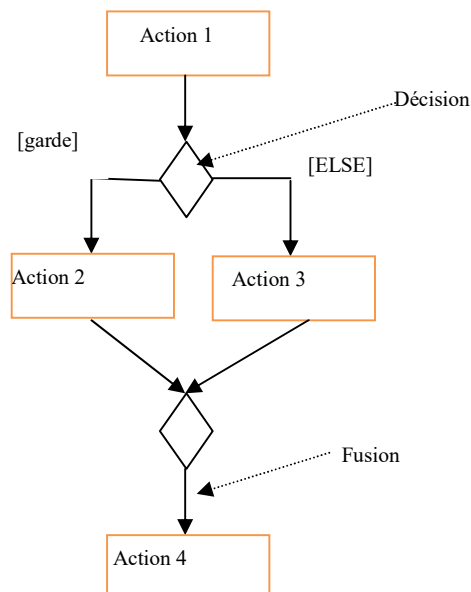 Action 1
Décision
[garde]
[ELSE]
Action 2
Action 3
Fusion
Action 4